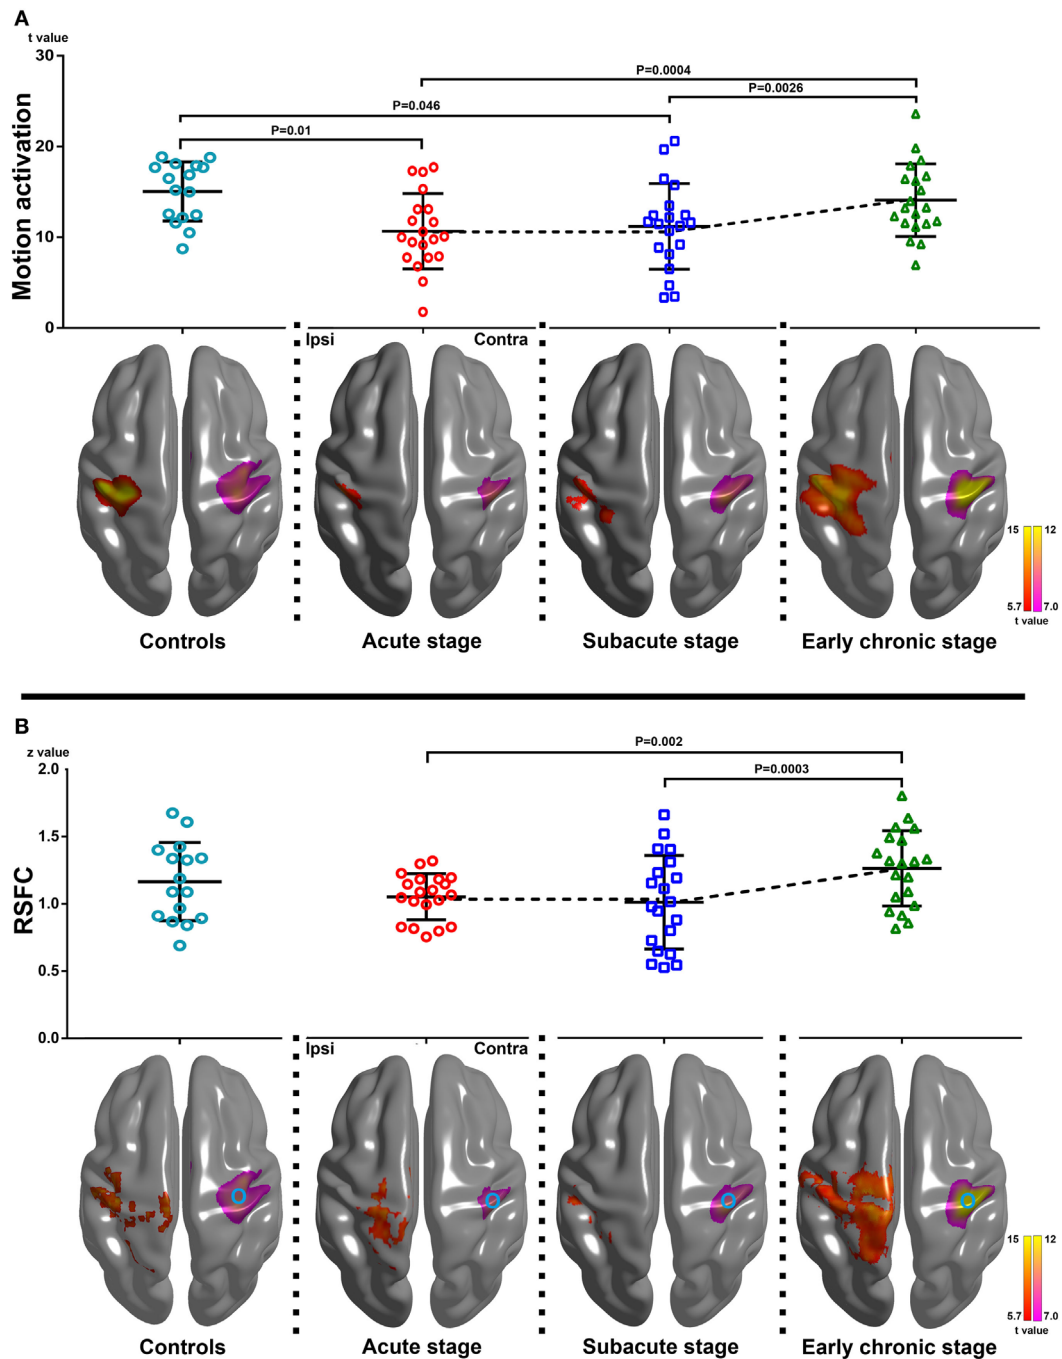 A
t value
30
P=0.0004
P=0.0026
P=0.046
P=0.01
20
10
0
Motion activation
Ipsi Contra
15 12
5.7 7.0
t value
Controls Acute stage Subacute stage Early chronic stage
B
z value
P=0.002
2.0
P=0.0003
1.5
1.0
0.5
0.0
RSFC
Ipsi Contra
15 12
5.7 7.0
t value
Controls Acute stage Subacute stage Early chronic stage